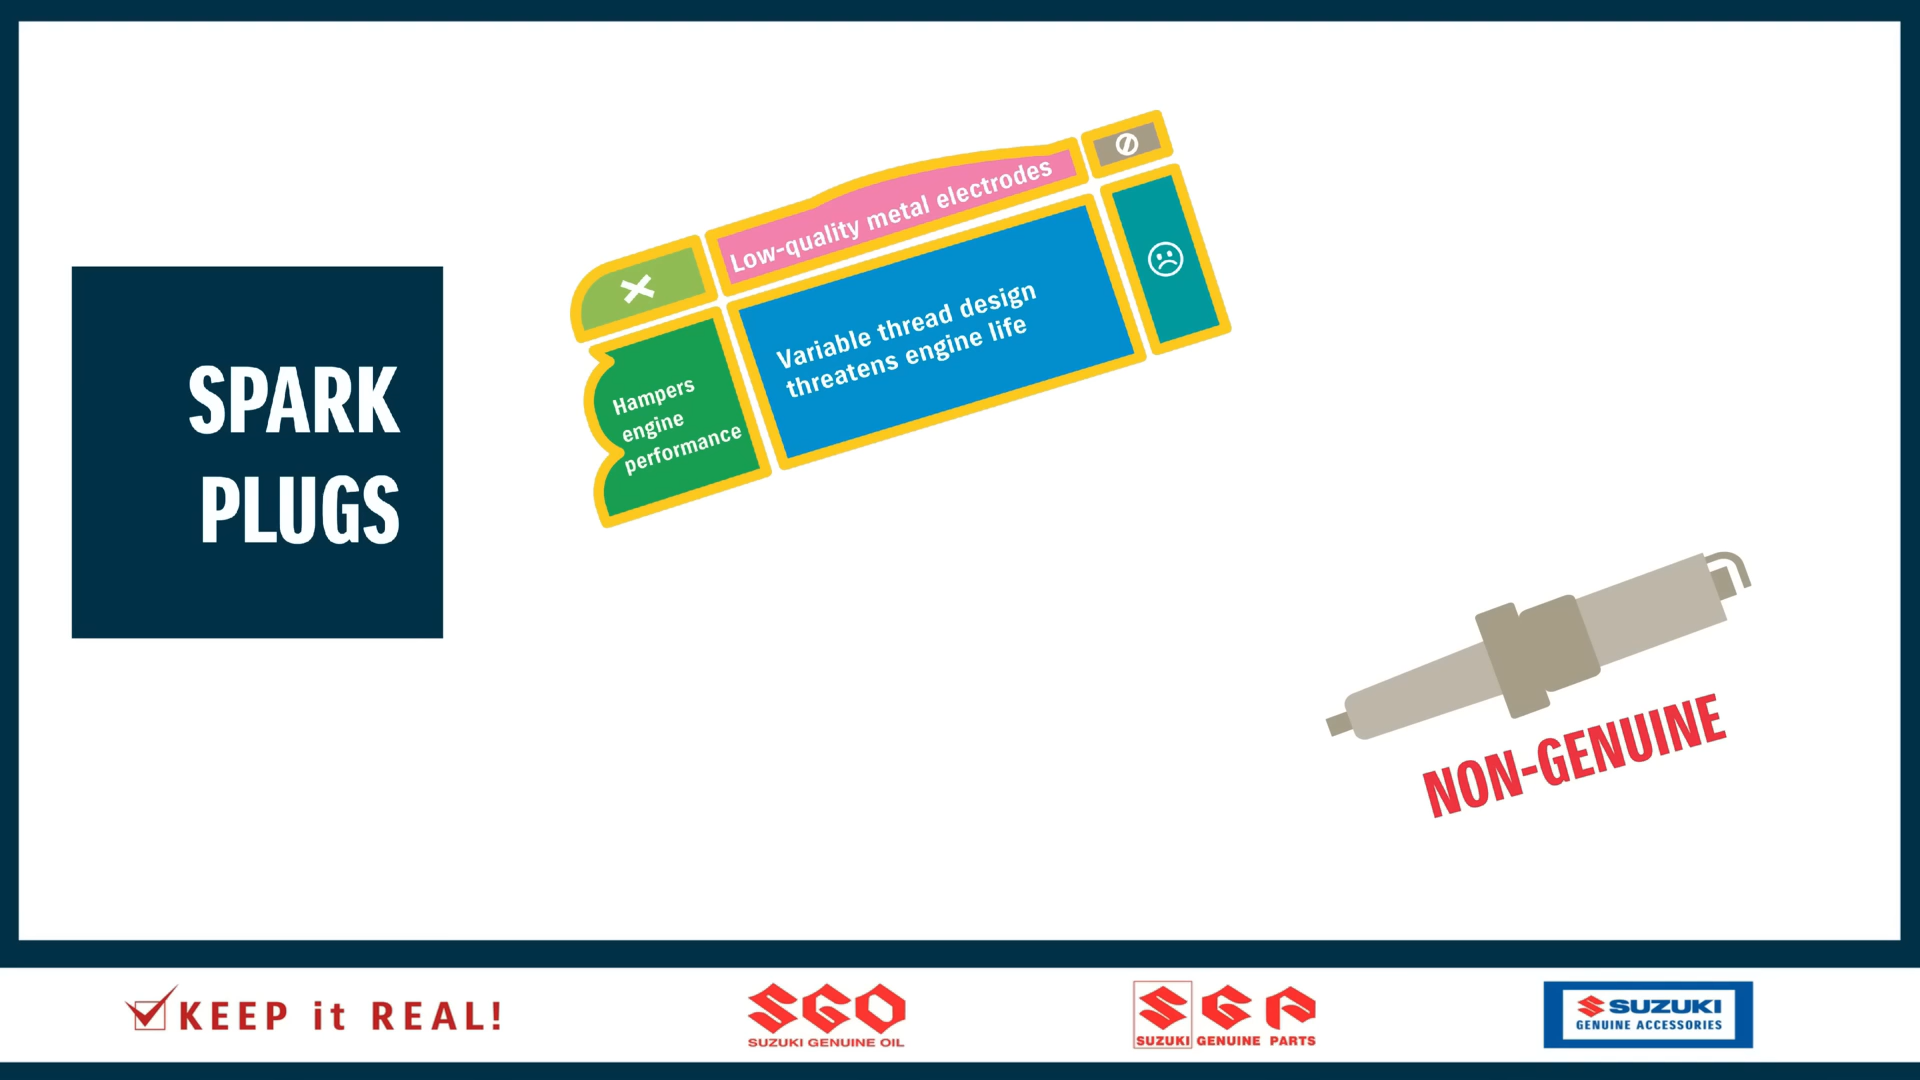 SPARK
PLUGS
Low-quality metal electrodes
Variable thread design
threatens engine life
Hampers
engine
performance
NON-GENUINE
KEEP it REAL!
SGO
SUZUKI GENUINE OIL
SGP
SUZUKI GENUINE PARTS
SUZUKI
GENUINE ACCESSORIES